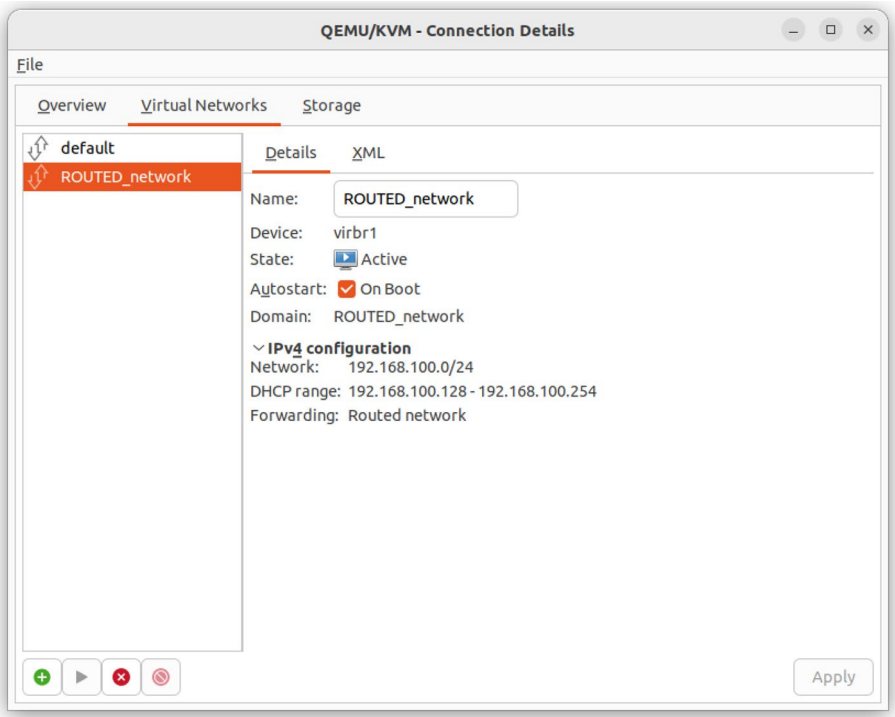 QEMU/KVM - Connection Details
File
Overview Virtual Networks Storage
default
ROUTED_network
Details XML
Name: ROUTED_network
Device: virbr1
State: Active
Autostart: On Boot
Domain: ROUTED_network
IPv4 configuration
Network: 192.168.100.0/24
DHCP range: 192.168.100.128 - 192.168.100.254
Forwarding: Routed network
Apply